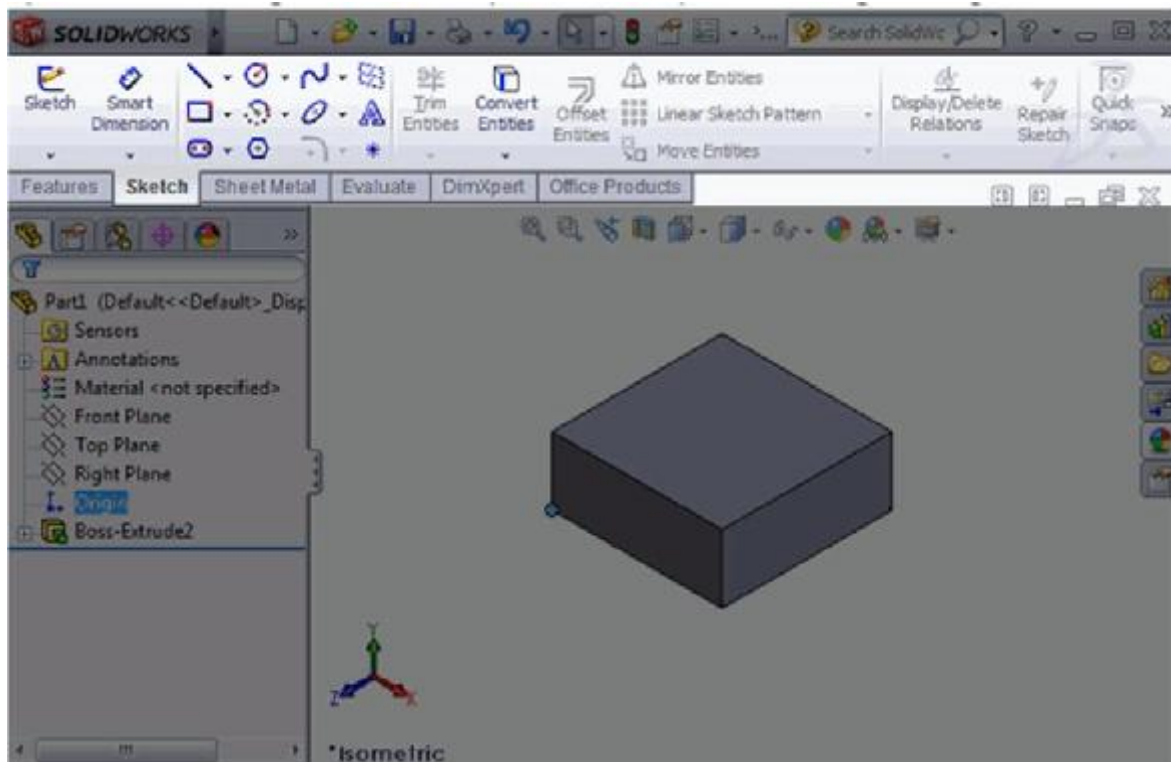 SOLIDWORKS
Search SolidWc
Sketch
Smart Dimension
Trim Entities
Convert Entities
Offset Entities
Mirror Entities
Linear Sketch Pattern
Move Entities
Display/Delete Relations
Repair Sketch
Quick Snaps
Features Sketch Sheet Metal Evaluate DimXpert Office Products
Part1 (Default<<Default>_Disp
Sensors
Annotations
Material <not specified>
Front Plane
Top Plane
Right Plane
Origin
Boss-Extrude2
Y
Z X
*Isometric